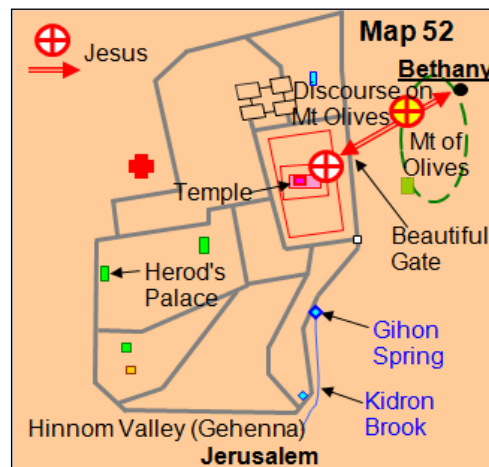 Map 52
Jesus
Bethany
Discourse on
Mt Olives
Mt of
Olives
Temple
Beautiful
Gate
Herod's
Palace
Gihon
Spring
Kidron
Brook
Hinnom Valley (Gehenna)
Jerusalem